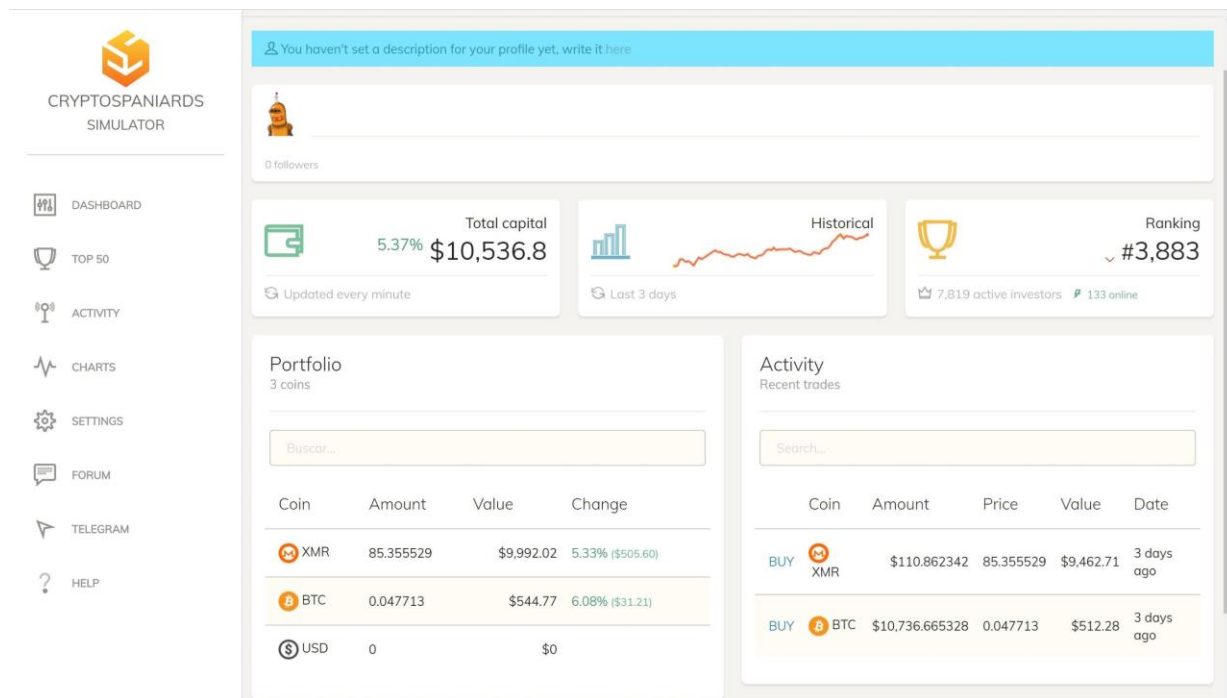 CRYPTOSPANIARDS
SIMULATOR
DASHBOARD
TOP 50
ACTIVITY
CHARTS
SETTINGS
FORUM
TELEGRAM
HELP
You haven't set a description for your profile yet, write it here
0 followers
Total capital
5.37% $10,536.8
Updated every minute
Historical
Last 3 days
Ranking
#3,883
7,819 active investors 133 online
Portfolio
3 coins
Buscar...
Coin Amount Value Change
XMR 85.355529 $9,992.02 5.33% ($505.60)
BTC 0.047713 $544.77 6.08% ($31.21)
USD 0 $0
Activity
Recent trades
Search...
Coin Amount Price Value Date
BUY XMR $110.862342 85.355529 $9,462.71 3 days ago
BUY BTC $10,736.665328 0.047713 $512.28 3 days ago